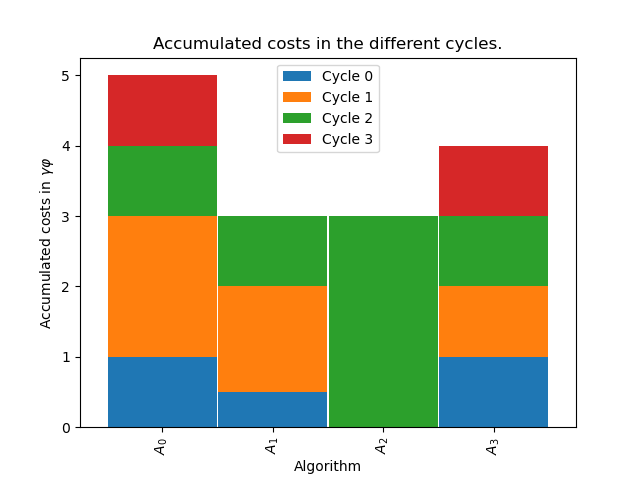 Accumulated costs in the different cycles.
Cycle 0
Cycle 1
Cycle 2
Cycle 3
Accumulated costs in γφ
5
4
3
2
1
0
A₀
A₁
A₂
A₃
Algorithm